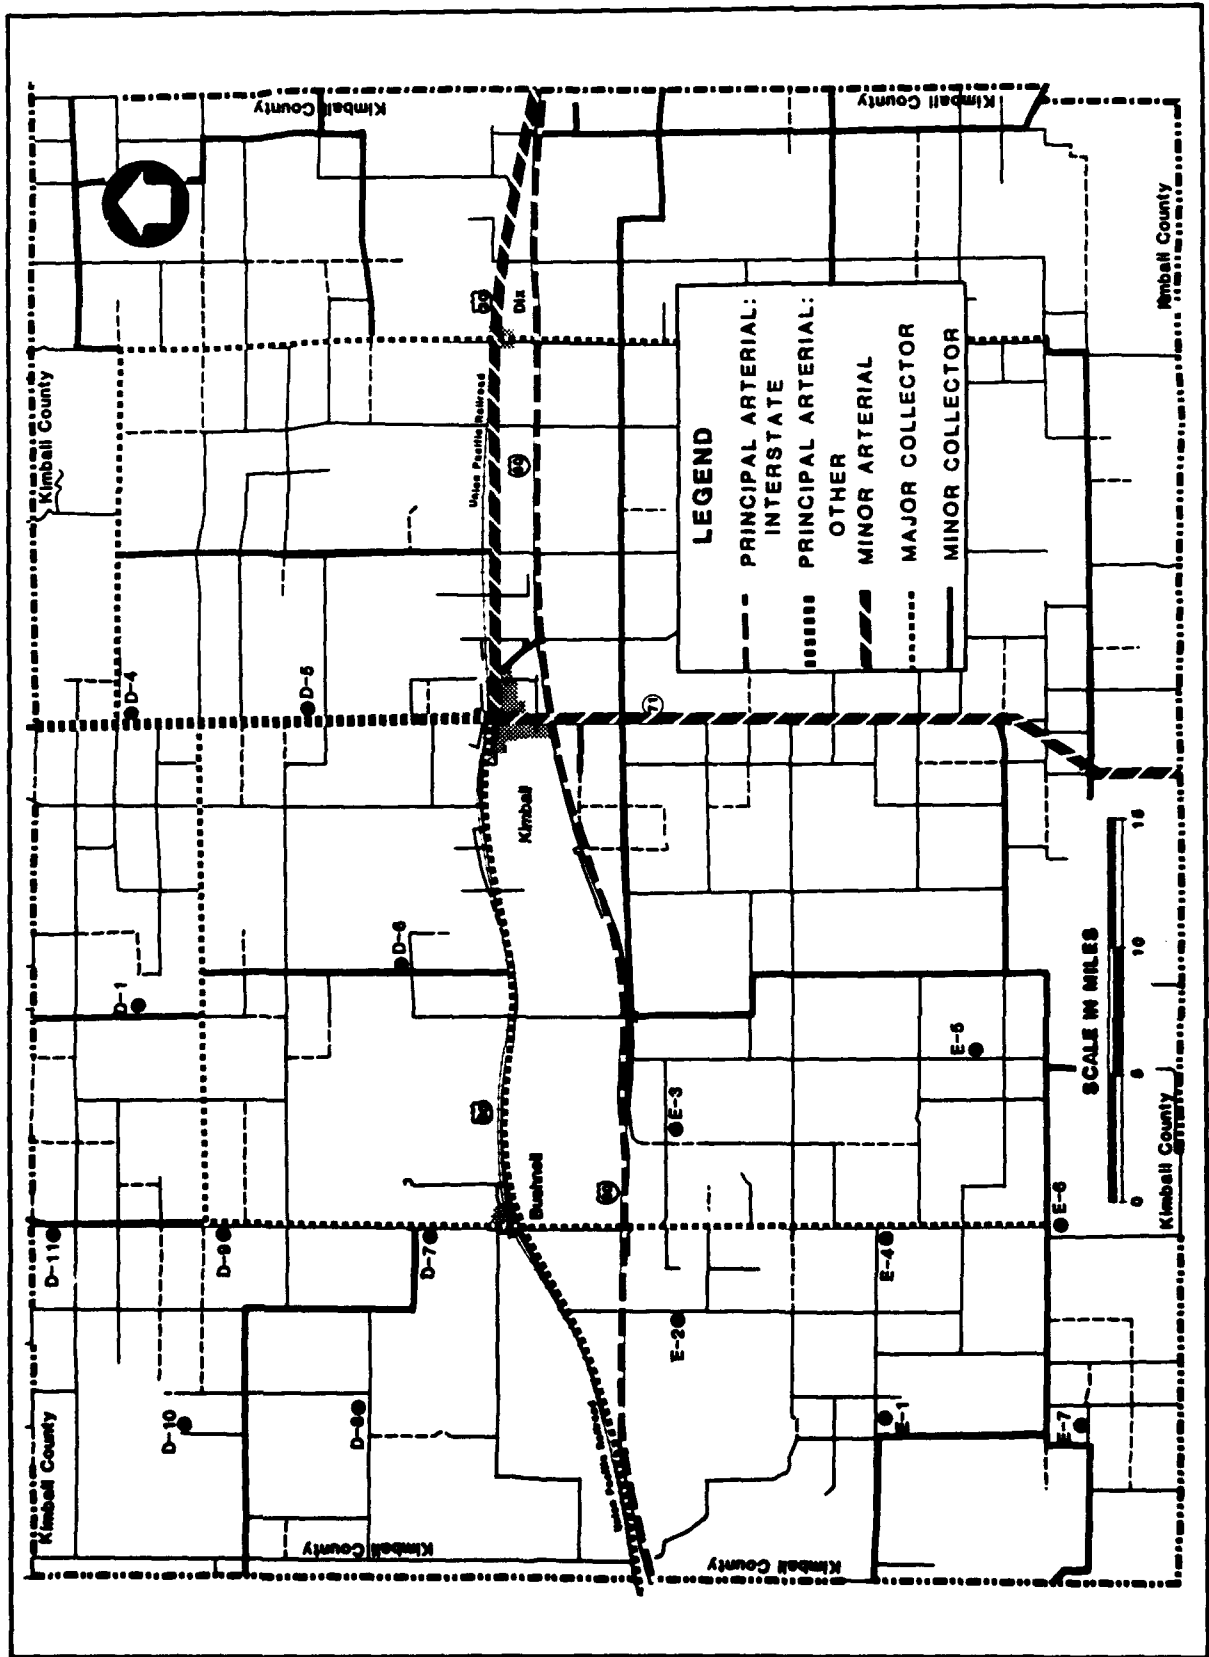 Kimball County
Kimball County
Kimball County
D-11
D-1
D-4
D-10
D-9
D-5
D-8
D-6
D-7
Kimball County
Union Pacific Railroad
Dix
Kimball
Bushnell
80
80
Union Pacific Railroad
71
E-3
E-2
Kimball County
Kimball County
LEGEND
PRINCIPAL ARTERIAL:
INTERSTATE
PRINCIPAL ARTERIAL:
OTHER
MINOR ARTERIAL
MAJOR COLLECTOR
MINOR COLLECTOR
E-4
E-1
E-5
E-6
E-7
SCALE IN MILES
0 5 10 15
Kimball County
Kimball County